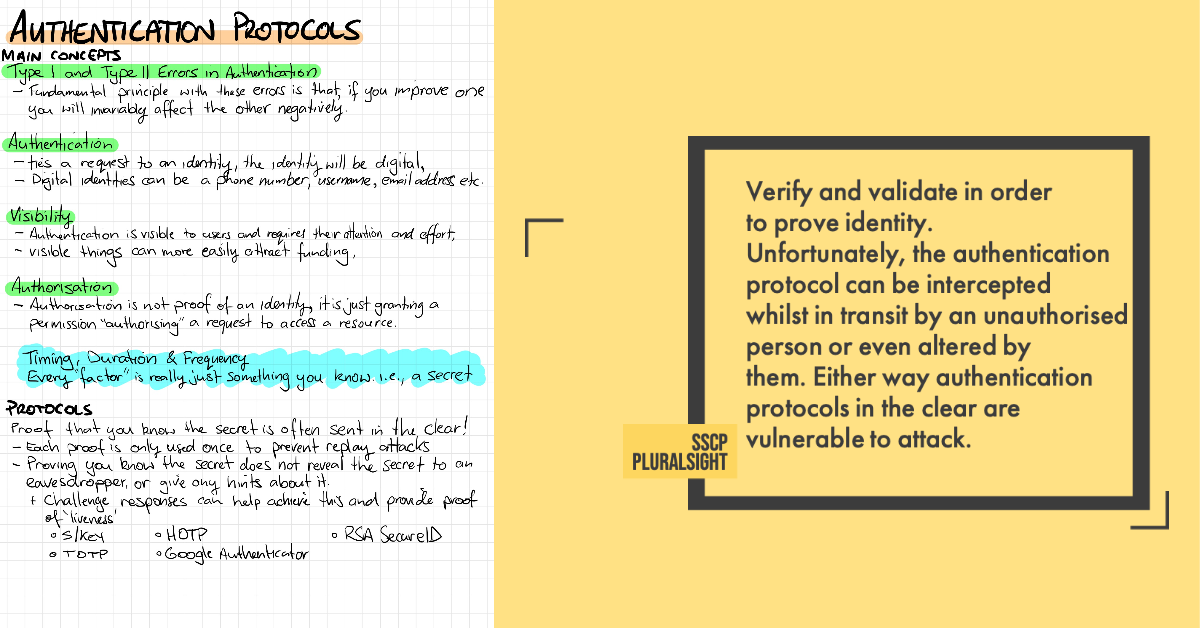 AUTHENTICATION PROTOCOLS
MAIN CONCEPTS
Type I and Type II Errors in Authentication
- Fundamental principle with these errors is that, if you improve one
you will invariably affect the other negatively.
Authentication
- ties a request to an identity, the identity will be digital,
- Digital identities can be a phone number, username, email address etc.
Visibility
- Authentication is visible to users and requires their attention and effort,
- visible things can more easily attract funding,
Authorisation
- Authorisation is not proof of an identity, it is just granting a
permission "authorising" a request to access a resource.
Timing, Duration & Frequency
Every "factor" is really just something you know. i.e., a secret
PROTOCOLS
Proof that you know the secret is often sent in the clear!
- Each proof is only used once to prevent replay attacks
- Proving you know the secret does not reveal the secret to an
eavesdropper, or give any hints about it.
+ Challenge responses can help achieve this and provide proof
of 'liveness'
◦ S/Key ◦ HOTP ◦ RSA SecureID
◦ TOTP ◦ Google Authenticator
Verify and validate in order
to prove identity.
Unfortunately, the authentication
protocol can be intercepted
whilst in transit by an unauthorised
person or even altered by
them. Either way authentication
protocols in the clear are
vulnerable to attack.
SSCP
PLURALSIGHT